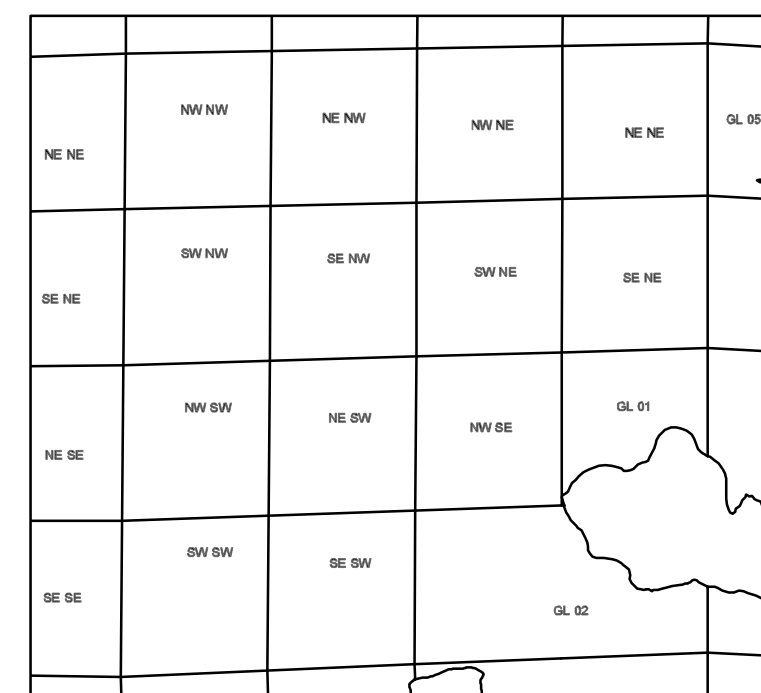 NE NE
NW NW
NE NW
NW NE
NE NE
GL 05
SE NE
SW NW
SE NW
SW NE
SE NE
NE SE
NW SW
NE SW
NW SE
GL 01
SE SE
SW SW
SE SW
GL 02